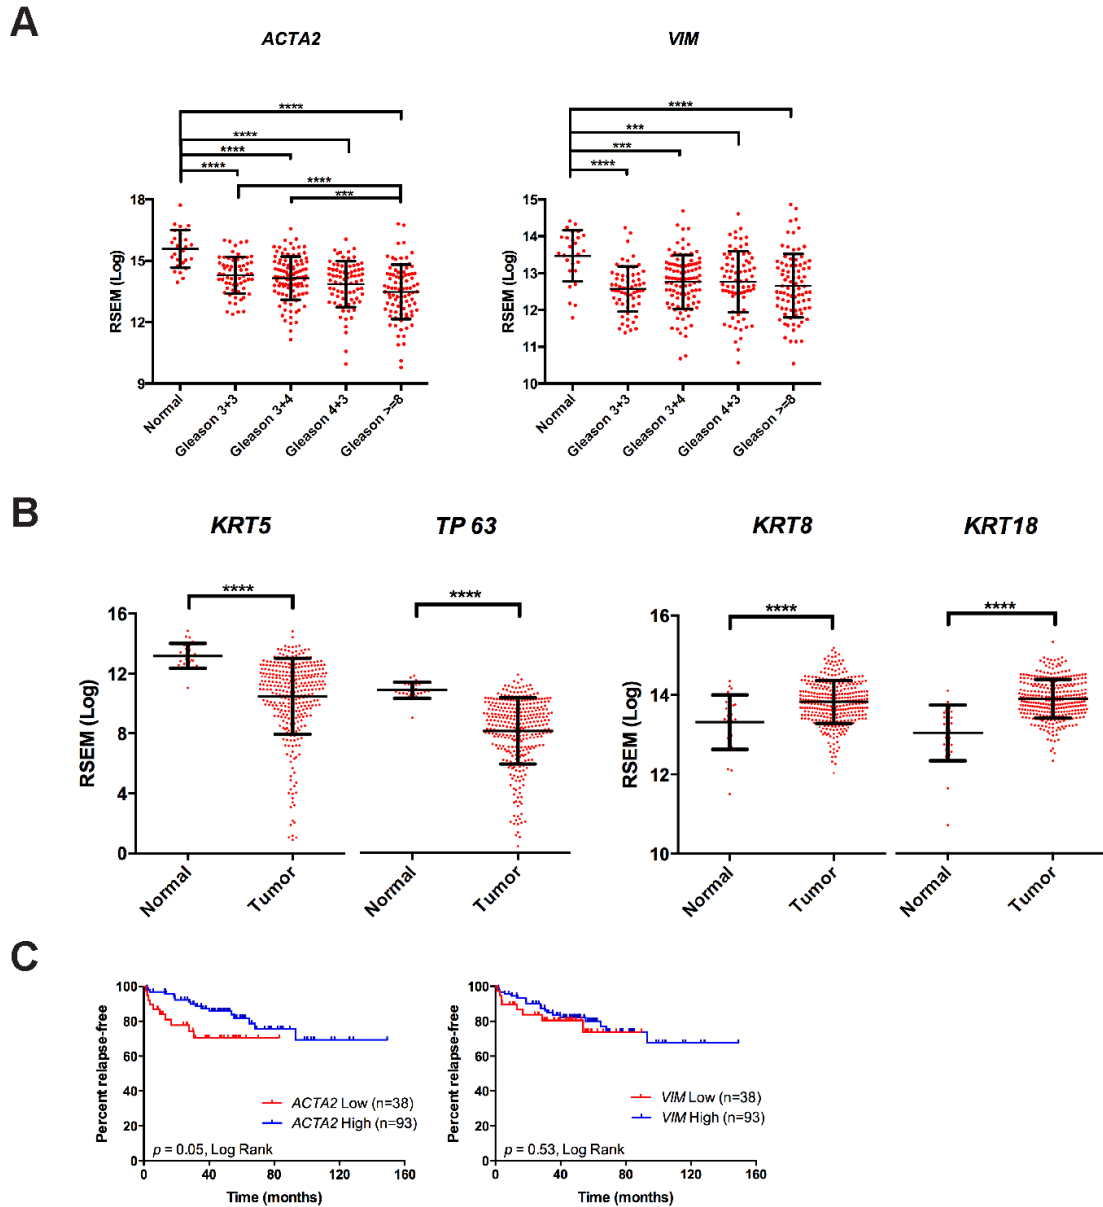 A
ACTA2
VIM
****
****
****
****
****
***
****
***
***
****
RSEM (Log)
18
15
12
9
Normal
Gleason 3+3
Gleason 3+4
Gleason 4+3
Gleason >=8
RSEM (Log)
15
14
13
12
11
10
Normal
Gleason 3+3
Gleason 3+4
Gleason 4+3
Gleason >=8
B
KRT5
TP 63
KRT8
KRT18
****
****
****
****
RSEM (Log)
16
12
8
4
0
Normal
Tumor
Normal
Tumor
RSEM (Log)
16
14
12
10
Normal
Tumor
Normal
Tumor
C
Percent relapse-free
100
80
60
40
20
0
ACTA2 Low (n=38)
ACTA2 High (n=93)
p = 0.05, Log Rank
0 40 80 120 160
Time (months)
Percent relapse-free
100
80
60
40
20
0
VIM Low (n=38)
VIM High (n=93)
p = 0.53, Log Rank
0 40 80 120 160
Time (months)